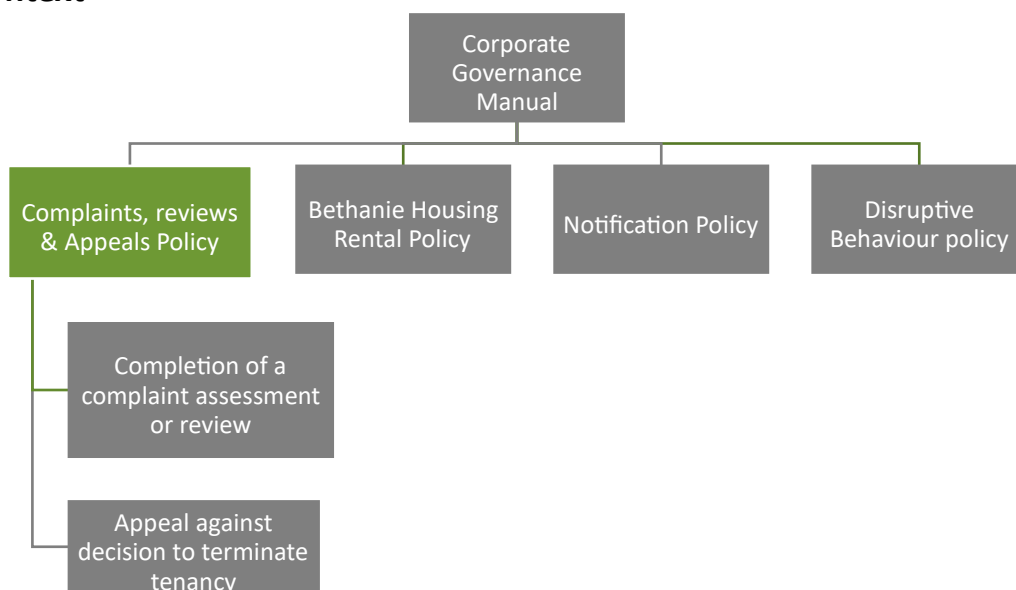 Corporate
Governance
Manual
Complaints, reviews
& Appeals Policy
Bethanie Housing
Rental Policy
Notification Policy
Disruptive
Behaviour policy
Completion of a
complaint assessment
or review
Appeal against
decision to terminate
tenancy